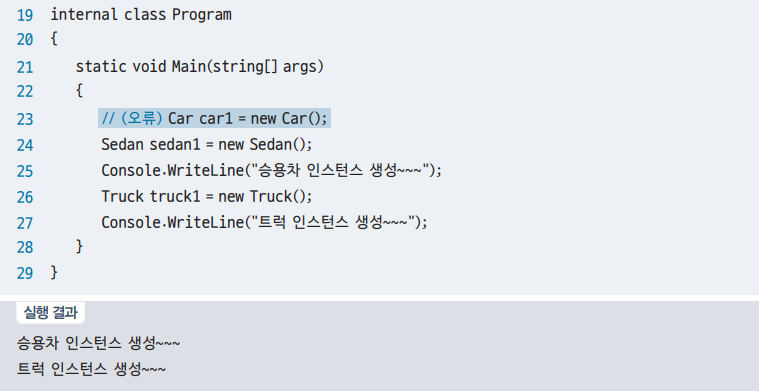 19 internal class Program
20 {
21 static void Main(string[] args)
22 {
23 // (오류) Car car1 = new Car();
24 Sedan sedan1 = new Sedan();
25 Console.WriteLine("승용차 인스턴스 생성~~~");
26 Truck truck1 = new Truck();
27 Console.WriteLine("트럭 인스턴스 생성~~~");
28 }
29 }
실행 결과
승용차 인스턴스 생성~~~
트럭 인스턴스 생성~~~